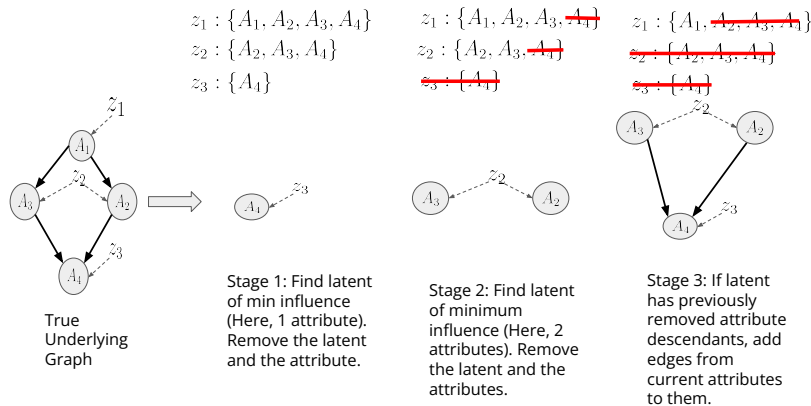 z₁ : {A₁, A₂, A₃, A₄}
z₂ : {A₂, A₃, A₄}
z₃ : {A₄}
z₁ : {A₁, A₂, A₃, A₄}
z₂ : {A₂, A₃, A₄}
z₃ : {A₄}
z₁ : {A₁, A₂, A₃, A₄}
z₂ : {A₂, A₃, A₄}
z₃ : {A₄}
z₁
A₁
z₂
A₃
A₂
z₃
A₄
True
Underlying
Graph
z₃
A₄
Stage 1: Find latent
of min influence
(Here, 1 attribute).
Remove the latent
and the attribute.
z₂
A₃
A₂
Stage 2: Find latent
of minimum
influence (Here, 2
attributes). Remove
the latent and the
attributes.
z₂
A₃
A₂
z₃
A₄
Stage 3: If latent
has previously
removed attribute
descendants, add
edges from
current attributes
to them.